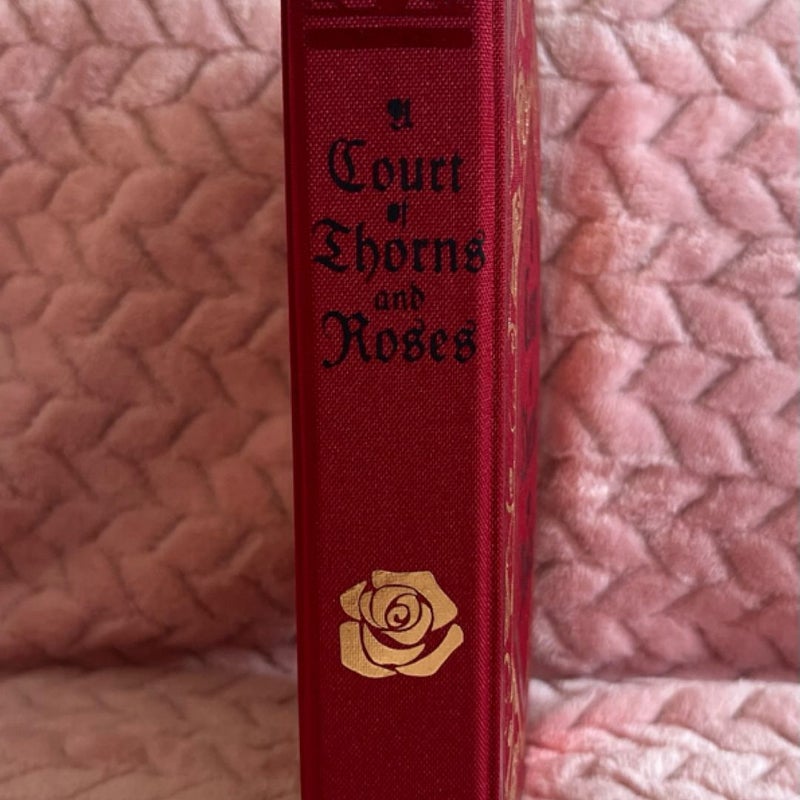 A
Court
of
Thorns
and
Roses